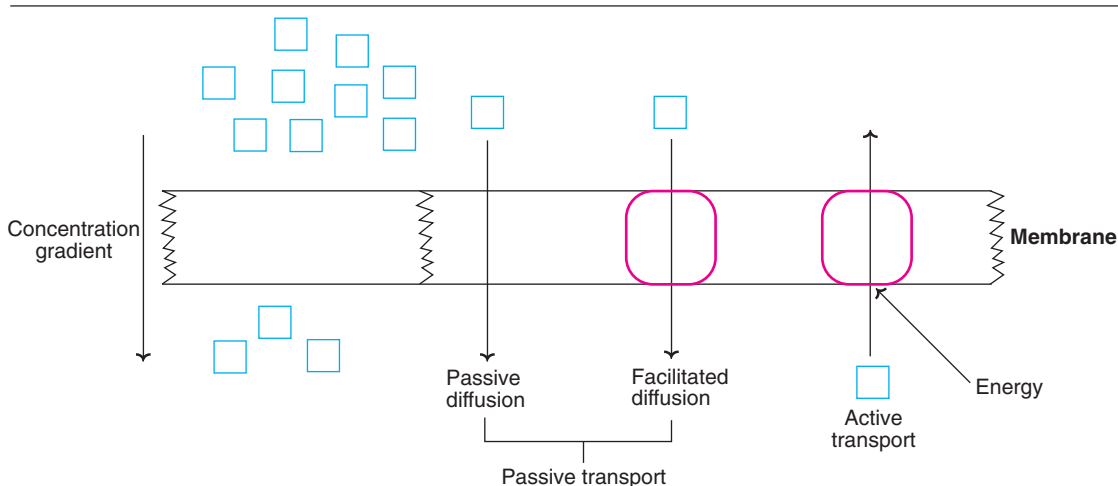 Concentration
gradient
Membrane
Passive
diffusion
Facilitated
diffusion
Energy
Active
transport
Passive transport